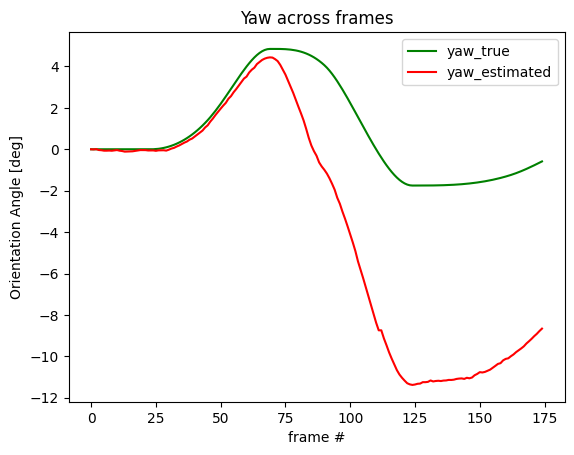 Yaw across frames
yaw_true
yaw_estimated
Orientation Angle [deg]
4
2
0
−2
−4
−6
−8
−10
−12
0 25 50 75 100 125 150 175
frame #